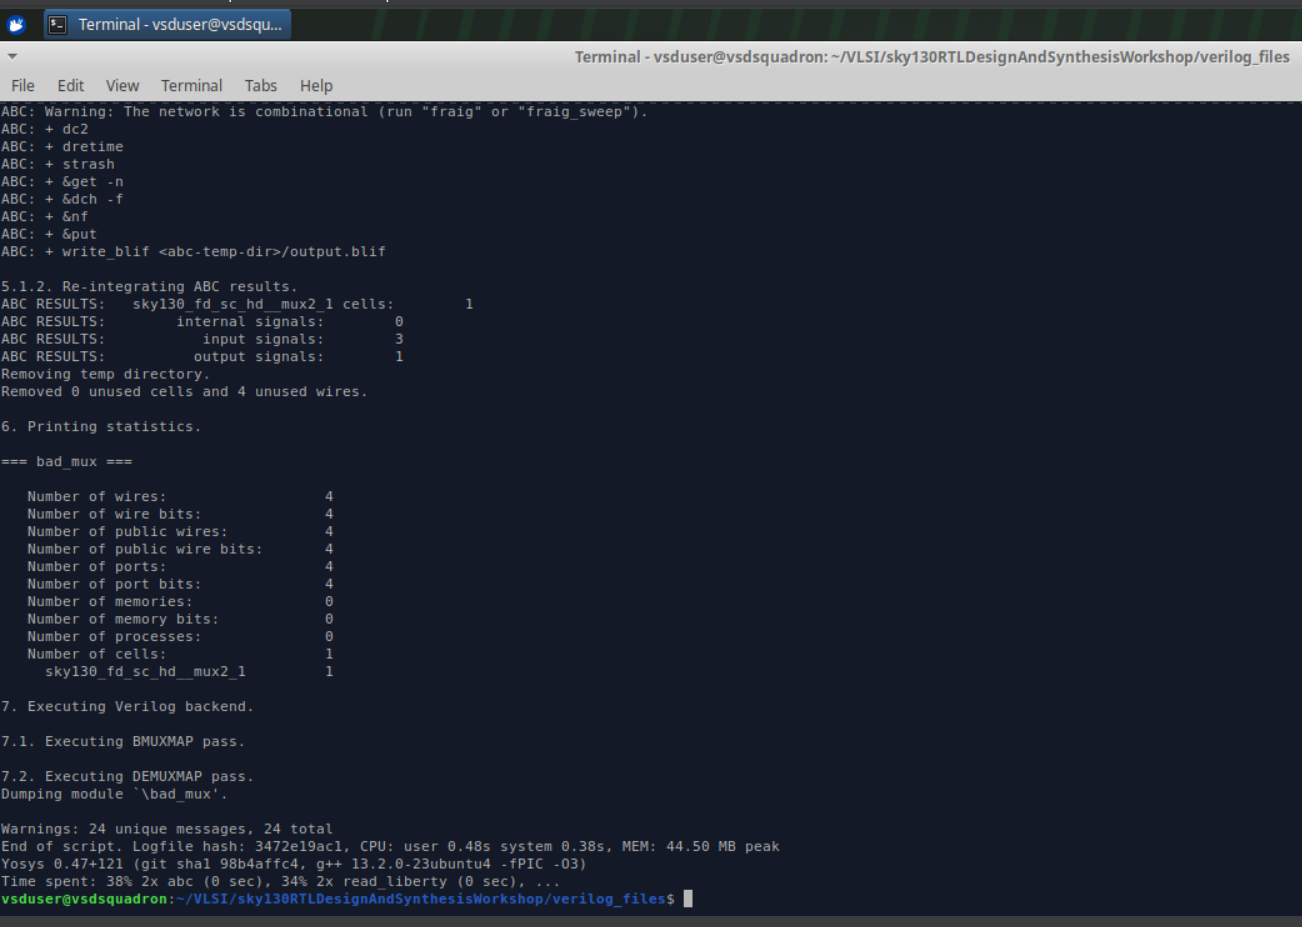 Terminal - vsduser@vsdsqu...
Terminal - vsduser@vsdsquadron: ~/VLSI/sky130RTLDesignAndSynthesisWorkshop/verilog_files
File Edit View Terminal Tabs Help
ABC: Warning: The network is combinational (run "fraig" or "fraig_sweep").
ABC: + dc2
ABC: + dretime
ABC: + strash
ABC: + &get -n
ABC: + &dch -f
ABC: + &nf
ABC: + &put
ABC: + write_blif <abc-temp-dir>/output.blif
5.1.2. Re-integrating ABC results.
ABC RESULTS:   sky130_fd_sc_hd__mux2_1 cells:        1
ABC RESULTS:        internal signals:        0
ABC RESULTS:           input signals:        3
ABC RESULTS:          output signals:        1
Removing temp directory.
Removed 0 unused cells and 4 unused wires.
6. Printing statistics.
=== bad_mux ===
   Number of wires:                  4
   Number of wire bits:              4
   Number of public wires:           4
   Number of public wire bits:       4
   Number of ports:                  4
   Number of port bits:              4
   Number of memories:               0
   Number of memory bits:            0
   Number of processes:              0
   Number of cells:                  1
     sky130_fd_sc_hd__mux2_1         1
7. Executing Verilog backend.
7.1. Executing BMUXMAP pass.
7.2. Executing DEMUXMAP pass.
Dumping module `\bad_mux'.
Warnings: 24 unique messages, 24 total
End of script. Logfile hash: 3472e19ac1, CPU: user 0.48s system 0.38s, MEM: 44.50 MB peak
Yosys 0.47+121 (git sha1 98b4affc4, g++ 13.2.0-23ubuntu4 -fPIC -O3)
Time spent: 38% 2x abc (0 sec), 34% 2x read_liberty (0 sec), ...
vsduser@vsdsquadron:~/VLSI/sky130RTLDesignAndSynthesisWorkshop/verilog_files$